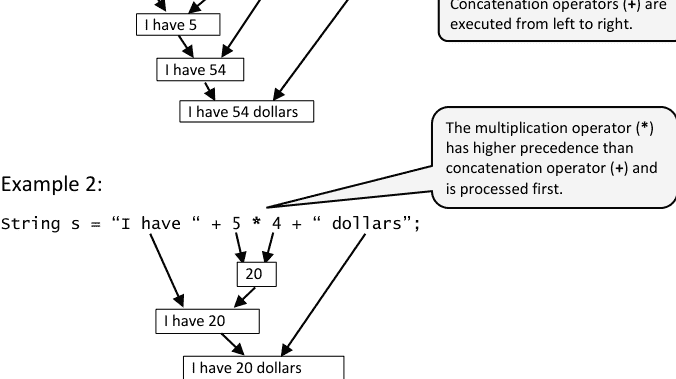 Concatenation operators (+) are
executed from left to right.
I have 5
I have 54
I have 54 dollars
The multiplication operator (*)
has higher precedence than
concatenation operator (+) and
is processed first.
Example 2:
String s = “I have “ + 5 * 4 + “ dollars”;
20
I have 20
I have 20 dollars